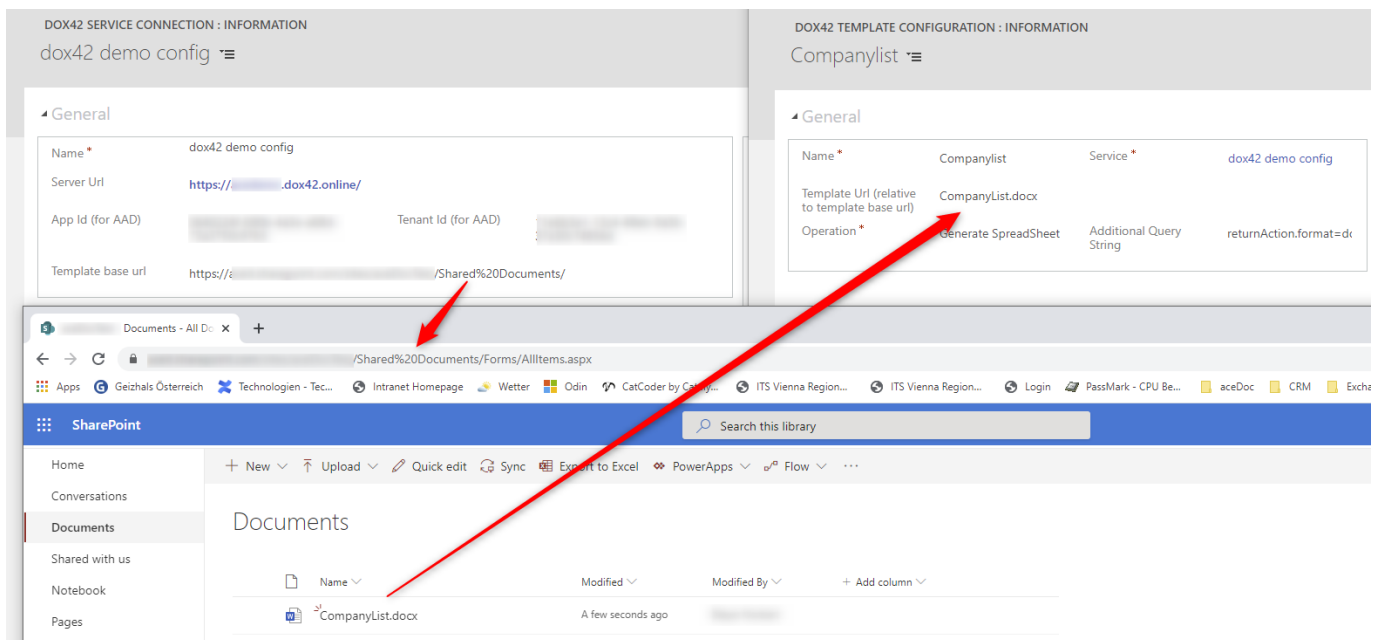 DOX42 SERVICE CONNECTION : INFORMATION
dox42 demo config
General
Name *
dox42 demo config
Server Url
https:// .dox42.online/
App Id (for AAD)
Tenant Id (for AAD)
Template base url
https://a /Shared%20Documents/
DOX42 TEMPLATE CONFIGURATION : INFORMATION
Companylist
General
Name *
Companylist
Service *
dox42 demo config
Template Url (relative
to template base url)
CompanyList.docx
Operation *
Generate SpreadSheet
Additional Query
String
returnAction.format=do
Documents - All Do
/Shared%20Documents/Forms/AllItems.aspx
Apps
Geizhals Österreich
Technologien - Tec...
Intranet Homepage
Wetter
Odin
CatCoder by
ITS Vienna Region...
ITS Vienna Region...
Login
PassMark - CPU Be...
aceDoc
CRM
Excha
SharePoint
Search this library
Home
Conversations
Documents
Shared with us
Notebook
Pages
New
Upload
Quick edit
Sync
Export to Excel
PowerApps
Flow
Documents
Name
Modified
Modified By
+ Add column
CompanyList.docx
A few seconds ago